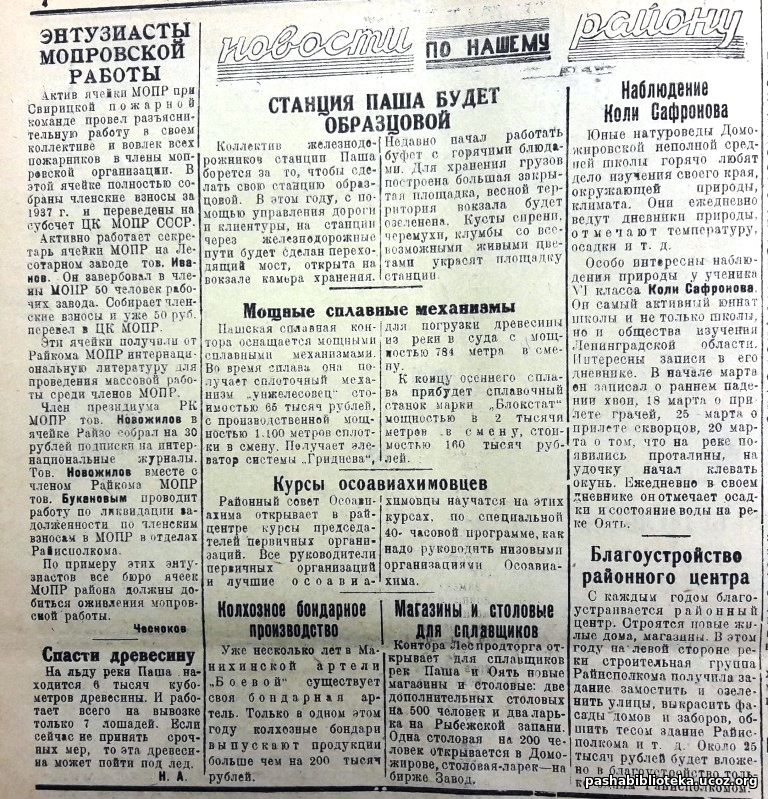 ЭНТУЗИАСТЫ
МОПРОВСКОЙ
РАБОТЫ
Актив ячейки МОПР при
Свирицкой пожарной
команде провел разъясни-
тельную работу в своем
коллективе и вовлек всех
пожарников в члены моп-
ровской организации. В
этой ячейке полностью со-
браны членские взносы за
1937 г. и переведены на
субсчет ЦК МОПР СССР.
Активно работает секре-
тарь ячейки МОПР на Ле-
сотарном заводе тов. Ива-
нов. Он завербовал в чле-
ны МОПР 50 человек рабо-
чих завода. Собирает член-
ские взносы и уже 50 руб.
перевел в ЦК МОПР.
Эти ячейки получили от
Райкома МОПР интернаци-
ональную литературу для
проведения массовой рабо-
ты среди членов МОПР.
Член президиума РК
МОПР тов. Новожилов в
ячейке Райзо собрал на 30
рублей подписки на интер-
национальные журналы.
Тов. Новожилов вместе с
членом Райкома МОПР
тов. Букановым проводит
работу по ликвидации за-
долженности по членским
взносам в МОПР в отделах
Райисполкома.
По примеру этих энту-
зиастов все бюро ячеек
МОПР района должны до-
биться оживления мопров-
ской работы.
Чесноков
Спасти древесину
На льду реки Паша на-
ходится 6 тысяч кубо-
метров древесины. И рабо-
тает всего на вывозке
только 7 лошадей. Если
сейчас не принять сроч-
ных мер, то эта древеси-
на может пойти под лед.
Н. А.
новости ПО НАШЕМУ району
СТАНЦИЯ ПАША БУДЕТ
ОБРАЗЦОВОЙ
Коллектив железнодо-
рожников станции Паша
борется за то, чтобы сде-
лать свою станцию образ-
цовой. В этом году, с по-
мощью управления дороги
и клиентуры, на станции
через железнодорожные
пути будет сделан перехо-
дящий мост, открыта на
вокзале камера хранения.
Недавно начал работать
буфет с горячими блюда-
ми. Для хранения грузов
построена большая закры-
тая площадка, весной тер-
ритория вокзала будет
озеленена. Кусты сирени,
черемухи, клумбы со все-
возможными живыми цве-
тами украсят площадку
станции.
Мощные сплавные механизмы
Пашская сплавная кон-
тора оснащается мощными
сплавными механизмами.
Во время сплава она по-
лучает сплоточный меха-
низм „унжелесовец“ сто-
имостью 65 тысяч рублей,
с производственной мощ-
ностью 1.100 метров сплот-
ки в смену. Получает эле-
ватор системы „Гриднева“,
для погрузки древесины
из реки в суда с мощ-
ностью 784 метра в сме-
ну.
К концу осеннего спла-
ва прибудет сплавочный
станок марки „Блокстат“
мощностью в 2 тысячи
метров в смену, стои-
мостью 160 тысяч руб-
лей.
Курсы осоавиахимовцев
Районный совет Осоави-
ахима открывает в рай-
центре курсы председа-
телей первичных органи-
заций. Все руководители
первичных организаций
и лучшие осоавиа-
химовцы научатся на этих
курсах, по специальной
40-часовой программе, как
надо руководить низовыми
организациями Осоавиа-
хима.
Колхозное бондарное
производство
Уже несколько лет в Ма-
нихинской артели
„Боевой“ существует
своя бондарная ар-
тель. Только в одном этом
году колхозные бондари
выпускают продукции
больше чем на 200 тысяч
рублей.
Магазины и столовые
для сплавщиков
Контора Леспродторга от-
крывает для сплавщиков
рек Паша и Оять новые
магазины и столовые: две
дополнительных столовых
на 500 человек и два ларь-
ка на Рыбежской запани.
Одна столовая на 200 че-
ловек открывается в Домо-
жирове, столовая-ларек—на
бирже Завод.
Наблюдение
Коли Сафронова
Юные натуроведы Домо-
жировской неполной сред-
ней школы горячо любят
дело изучения своего края,
окружающей природы,
климата. Они ежедневно
ведут дневники природы,
отмечают температуру,
осадки и т. д.
Особо интересны наблю-
дения природы у ученика
VI класса Коли Сафронова.
Он самый активный юннат
школы и не только школы,
но и общества изучения
Ленинградской области.
Интересны записи в его
дневнике. В начале марта
он записал о раннем паде-
нии хвои, 18 марта о при-
лете грачей, 25 марта о
прилете скворцов, 20 мар-
та о том, что на реке по-
явились проталины, на
удочку начал клевать
окунь. Ежедневно в своем
дневнике он отмечает осад-
ки и состояние воды на ре-
ке Оять.
Благоустройство
районного центра
С каждым годом благо-
устраивается районный
центр. Строятся новые жи-
лые дома, магазины. В этом
году на левой стороне ре-
ки строительная группа
Райисполкома получила за-
дание замостить и озеле-
нить улицы, выкрасить фа-
сады домов и заборов, об-
шить тесом здание Райис-
полкома и т. д. Около 25
тысяч рублей будет вложе-
но в благоустройство толь-
ко Райисполкомом.
pashabiblioteka.ucoz.org